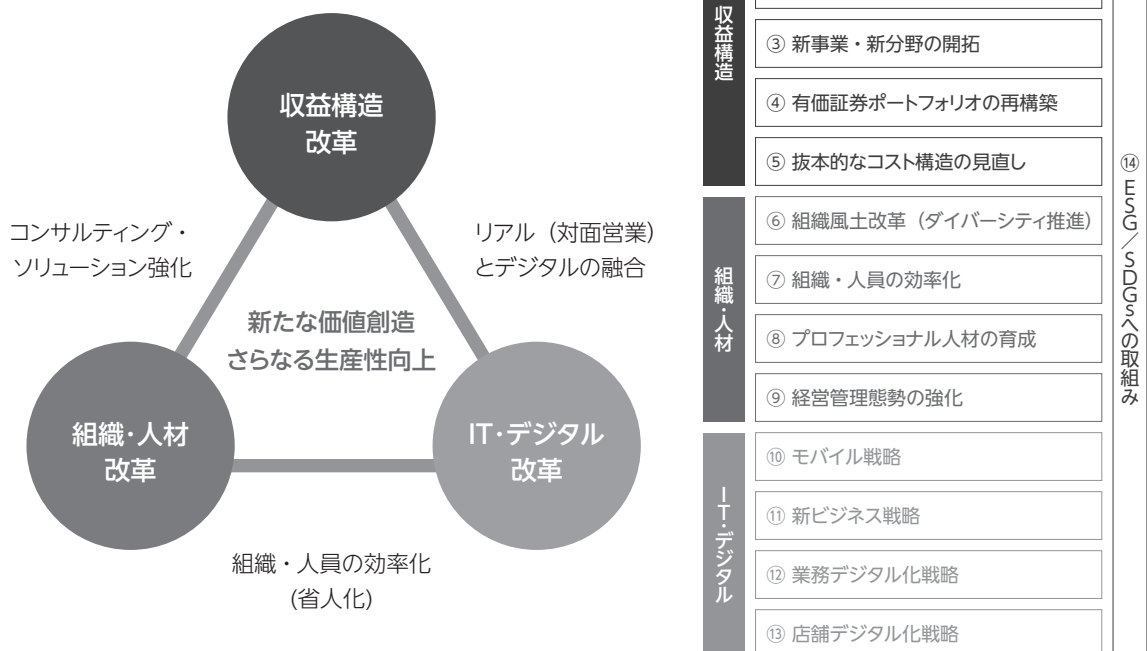 収益構造
改革
コンサルティング・
ソリューション強化
リアル（対面営業）
とデジタルの融合
新たな価値創造
さらなる生産性向上
組織・人材
改革
IT・デジタル
改革
組織・人員の効率化
(省人化)
収益構造
③ 新事業・新分野の開拓
④ 有価証券ポートフォリオの再構築
⑤ 抜本的なコスト構造の見直し
組織・人材
⑥ 組織風土改革（ダイバーシティ推進）
⑦ 組織・人員の効率化
⑧ プロフェッショナル人材の育成
⑨ 経営管理態勢の強化
IT・デジタル
⑩ モバイル戦略
⑪ 新ビジネス戦略
⑫ 業務デジタル化戦略
⑬ 店舗デジタル化戦略
⑭ ESG／SDGsへの取組み